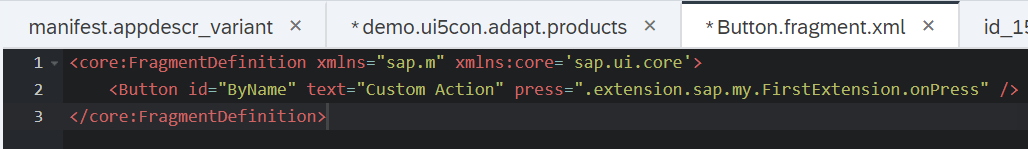 manifest.appdescr_variant × *demo.ui5con.adapt.products × *Button.fragment.xml × id_15
1 <core:FragmentDefinition xmlns="sap.m" xmlns:core='sap.ui.core'>
2 <Button id="ByName" text="Custom Action" press=".extension.sap.my.FirstExtension.onPress" />
3 </core:FragmentDefinition>